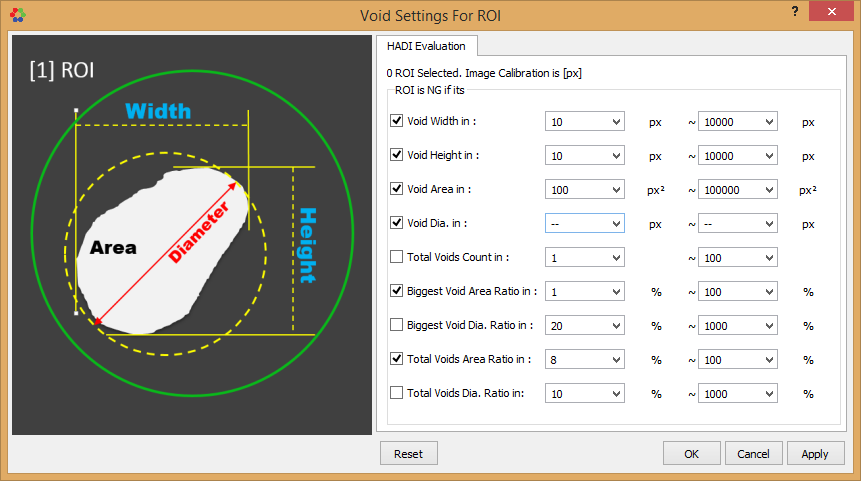 Void Settings For ROI
?
[1] ROI
Width
Area
Diameter
Height
HADI Evaluation
0 ROI Selected. Image Calibration is [px]
ROI is NG if its
Void Width in : 10 px ~ 10000 px
Void Height in : 10 px ~ 10000 px
Void Area in : 100 px² ~ 100000 px²
Void Dia. in : -- px ~ -- px
Total Voids Count in : 1 ~ 100
Biggest Void Area Ratio in : 1 % ~ 100 %
Biggest Void Dia. Ratio in : 20 % ~ 1000 %
Total Voids Area Ratio in : 8 % ~ 100 %
Total Voids Dia. Ratio in: 10 % ~ 1000 %
Reset OK Cancel Apply